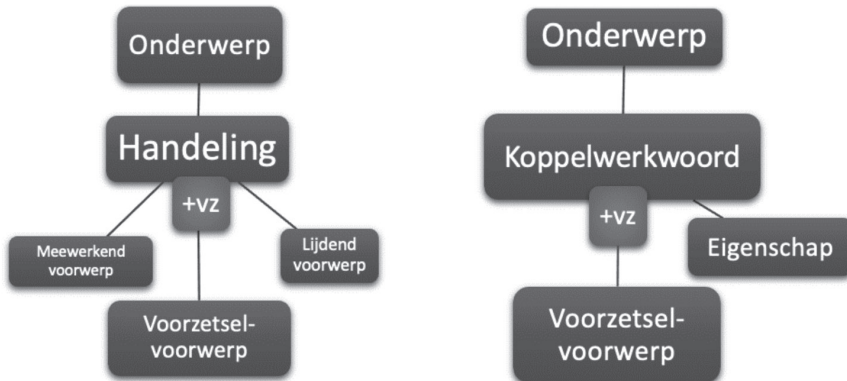 Onderwerp
Handeling
+vz
Meewerkend
voorwerp
Lijdend
voorwerp
Voorzetsel-
voorwerp
Onderwerp
Koppelwerkwoord
+vz
Eigenschap
Voorzetsel-
voorwerp